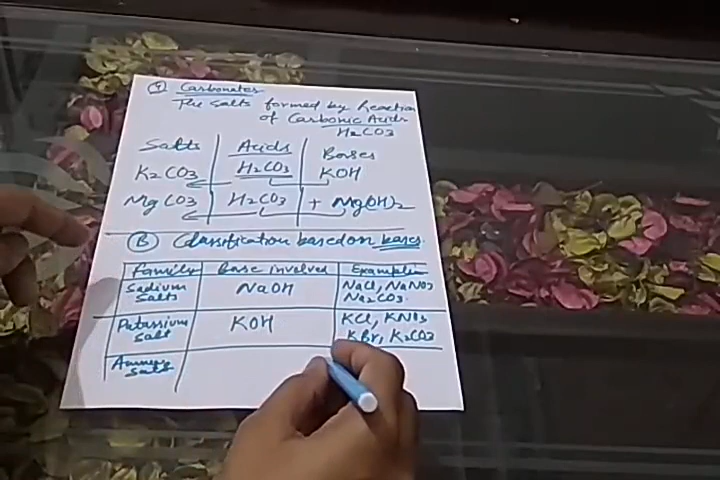 ④ Carbonates
The salts formed by reaction
of Carbonic Acids
H2CO3
Salts Acids Bases
K2CO3 H2CO3 KOH
MgCO3 H2CO3 + Mg(OH)2
Ⓑ Classification based on bases.
Family Base involved Examples
Sodium Salts NaOH NaCl, NaNO3
Na2CO3
Potassium Salt KOH KCl, KNO3
KBr, K2CO3
Salts